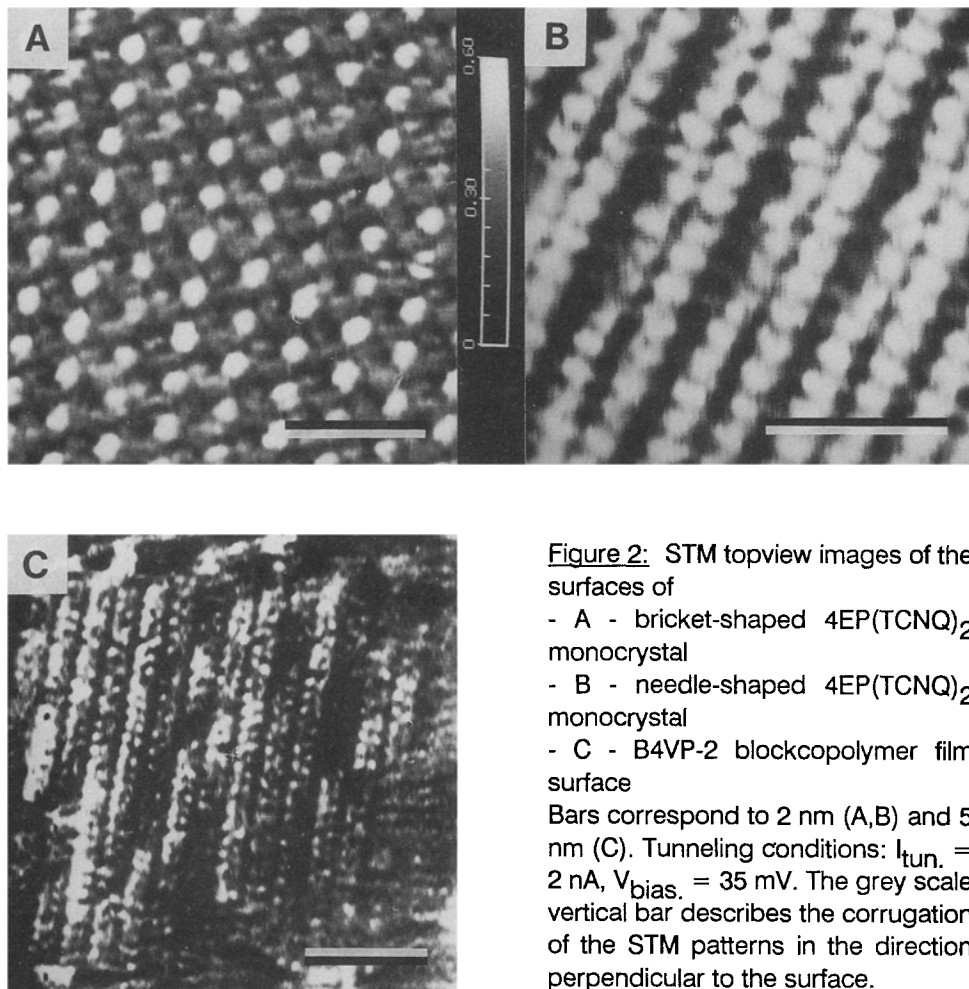 A
0.60
0.30
0
B
C
Figure 2: STM topview images of the
surfaces of
- A - bricket-shaped 4EP(TCNQ)2
monocrystal
- B - needle-shaped 4EP(TCNQ)2
monocrystal
- C - B4VP-2 blockcopolymer film
surface
Bars correspond to 2 nm (A,B) and 5
nm (C). Tunneling conditions: Itun. =
2 nA, Vbias. = 35 mV. The grey scale
vertical bar describes the corrugation
of the STM patterns in the direction
perpendicular to the surface.